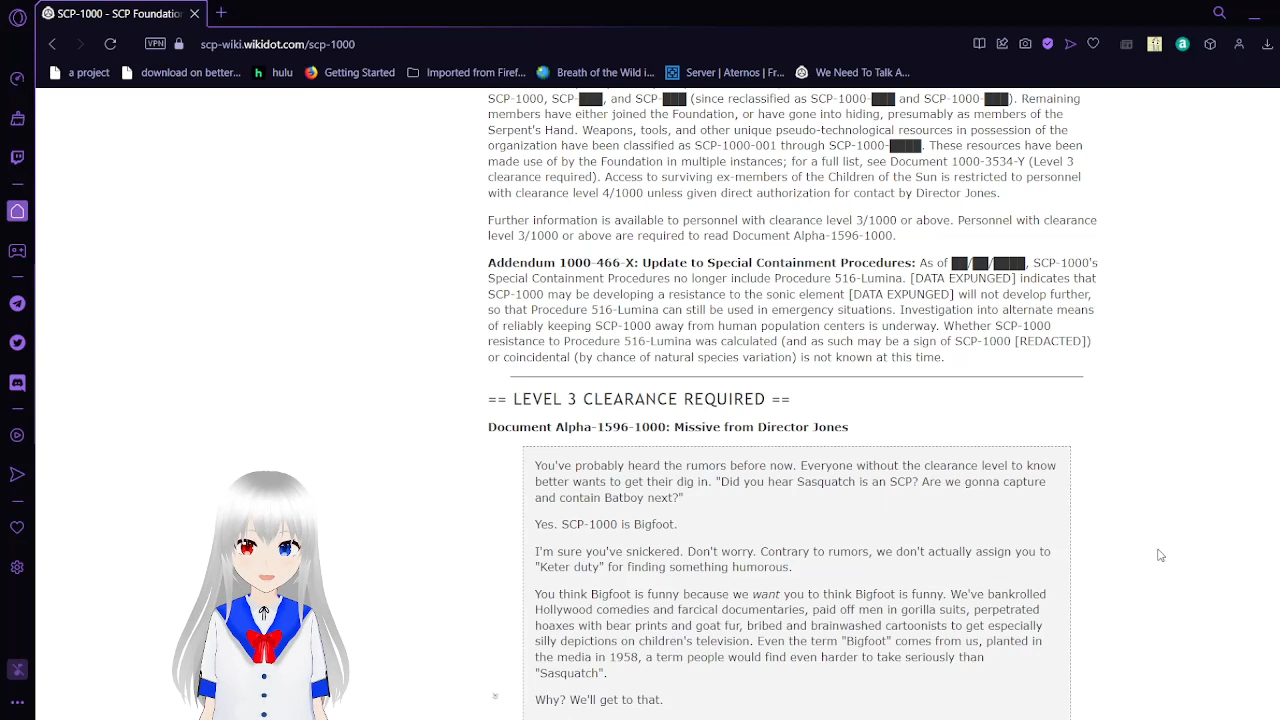 SCP-1000 - SCP Foundation
VPN
scp-wiki.wikidot.com/scp-1000
a project
download on better...
hulu
Getting Started
Imported from Firef...
Breath of the Wild i...
Server | Aternos | Fr...
We Need To Talk A...
SCP-1000, SCP-███, and SCP-███ (since reclassified as SCP-1000-███ and SCP-1000-███). Remaining
members have either joined the Foundation, or have gone into hiding, presumably as members of the
Serpent's Hand. Weapons, tools, and other unique pseudo-technological resources in possession of the
organization have been classified as SCP-1000-001 through SCP-1000-████. These resources have been
made use of by the Foundation in multiple instances; for a full list, see Document 1000-3534-Y (Level 3
clearance required). Access to surviving ex-members of the Children of the Sun is restricted to personnel
with clearance level 4/1000 unless given direct authorization for contact by Director Jones.
Further information is available to personnel with clearance level 3/1000 or above. Personnel with clearance
level 3/1000 or above are required to read Document Alpha-1596-1000.
Addendum 1000-466-X: Update to Special Containment Procedures: As of ██/██/████, SCP-1000's
Special Containment Procedures no longer include Procedure 516-Lumina. [DATA EXPUNGED] indicates that
SCP-1000 may be developing a resistance to the sonic element [DATA EXPUNGED] will not develop further,
so that Procedure 516-Lumina can still be used in emergency situations. Investigation into alternate means
of reliably keeping SCP-1000 away from human population centers is underway. Whether SCP-1000
resistance to Procedure 516-Lumina was calculated (and as such may be a sign of SCP-1000 [REDACTED])
or coincidental (by chance of natural species variation) is not known at this time.
== LEVEL 3 CLEARANCE REQUIRED ==
Document Alpha-1596-1000: Missive from Director Jones
You've probably heard the rumors before now. Everyone without the clearance level to know
better wants to get their dig in. "Did you hear Sasquatch is an SCP? Are we gonna capture
and contain Batboy next?"
Yes. SCP-1000 is Bigfoot.
I'm sure you've snickered. Don't worry. Contrary to rumors, we don't actually assign you to
"Keter duty" for finding something humorous.
You think Bigfoot is funny because we want you to think Bigfoot is funny. We've bankrolled
Hollywood comedies and farcical documentaries, paid off men in gorilla suits, perpetrated
hoaxes with bear prints and goat fur, bribed and brainwashed cartoonists to get especially
silly depictions on children's television. Even the term "Bigfoot" comes from us, planted in
the media in 1958, a term people would find even harder to take seriously than
"Sasquatch".
Why? We'll get to that.